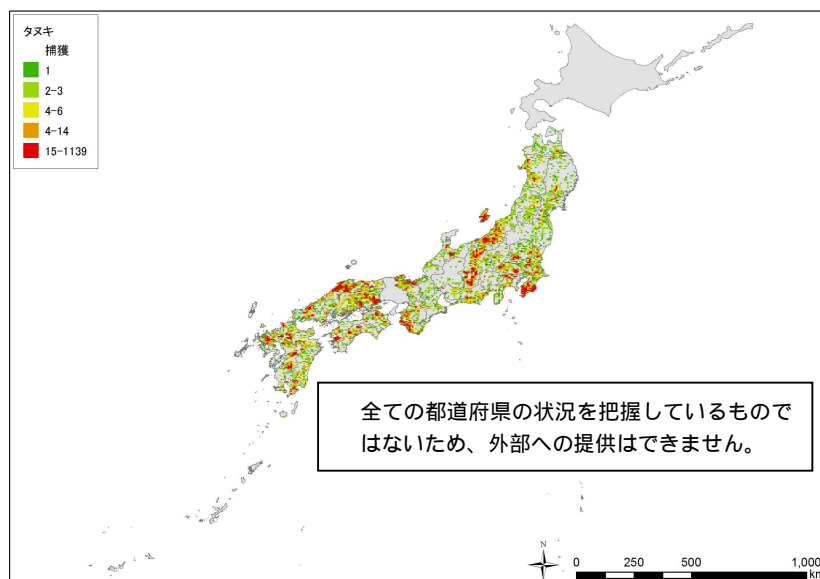 タヌキ
捕獲
1
2-3
4-6
4-14
15-1139
全ての都道府県の状況を把握しているもので
はないため、外部への提供はできません。
N
0 250 500 1,000
km